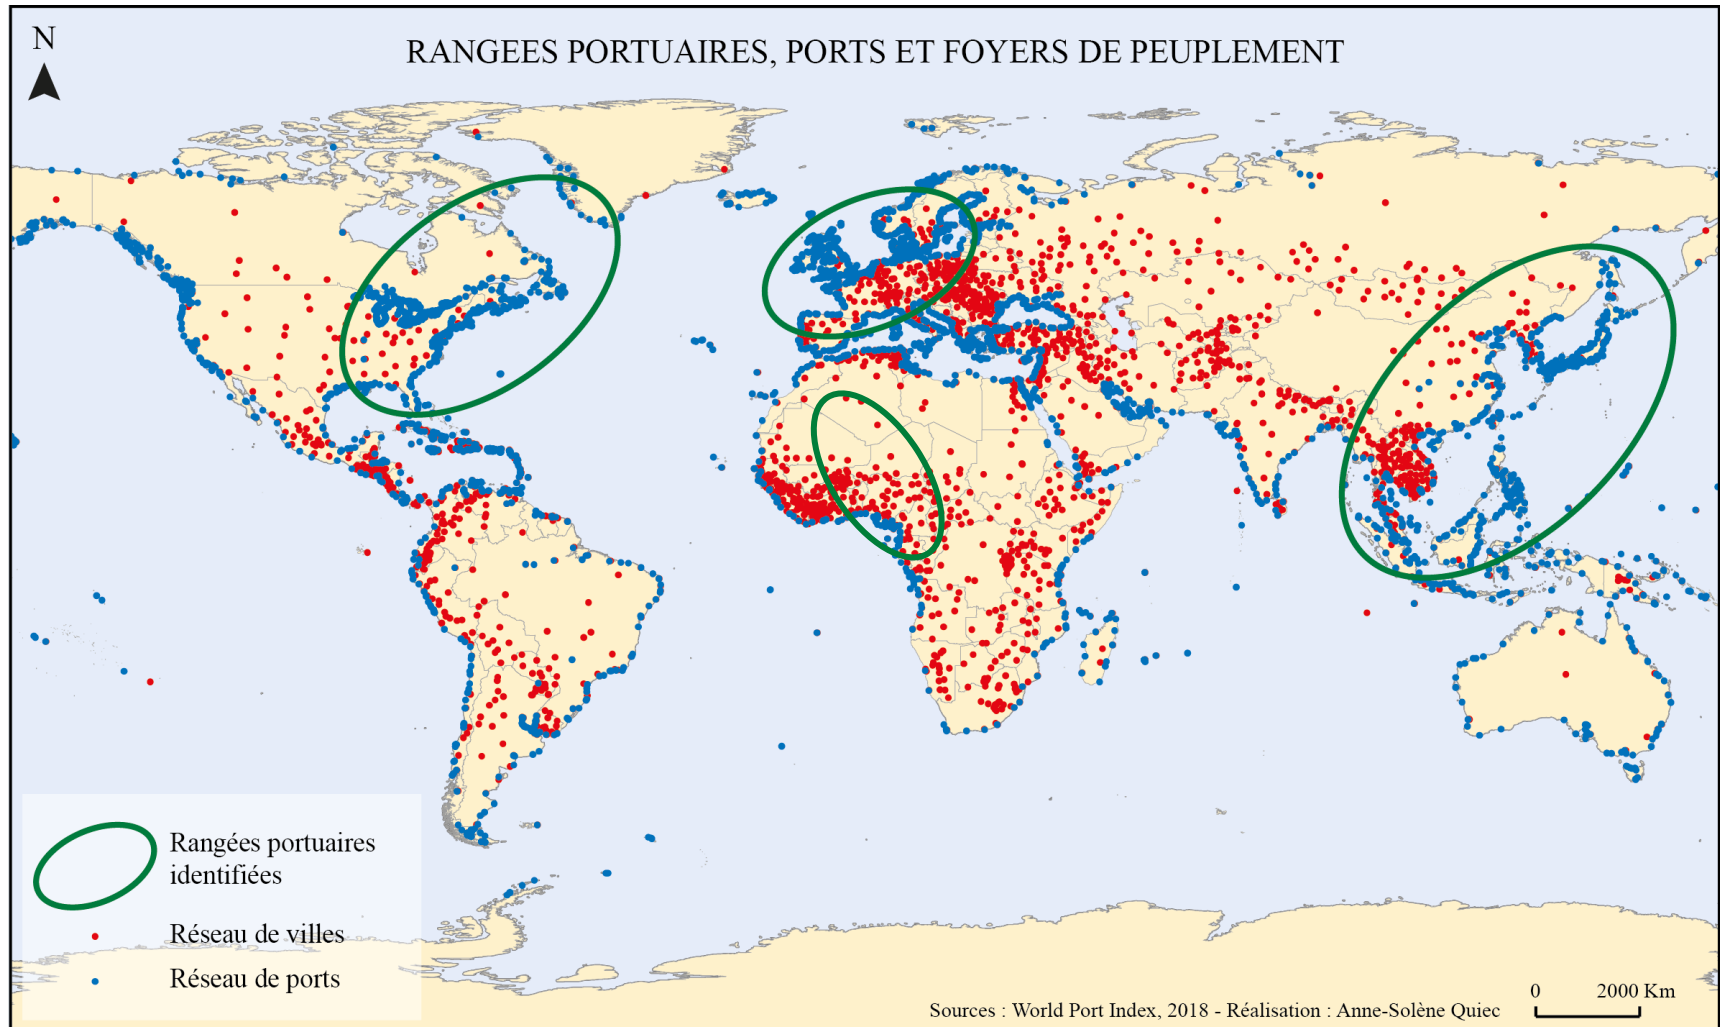 N
RANGEES PORTUAIRES, PORTS ET FOYERS DE PEUPLEMENT
Rangées portuaires
identifiées
Réseau de villes
Réseau de ports
0 2000 Km
Sources : World Port Index, 2018 - Réalisation : Anne-Solène Quiec